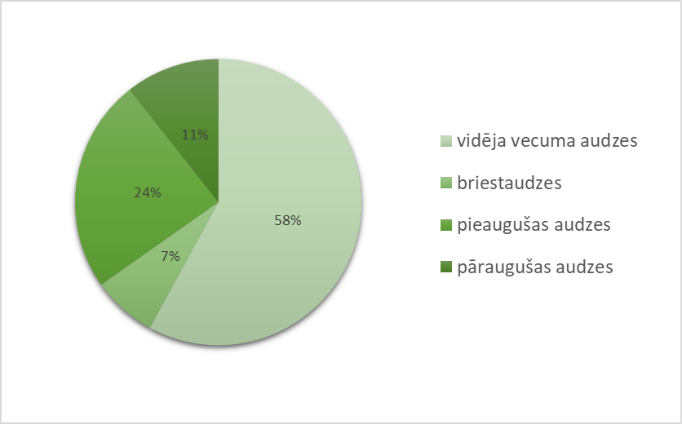 11%
24%
58%
7%
vidēja vecuma audzes
briestaudzes
pieaugušas audzes
pāraugušas audzes